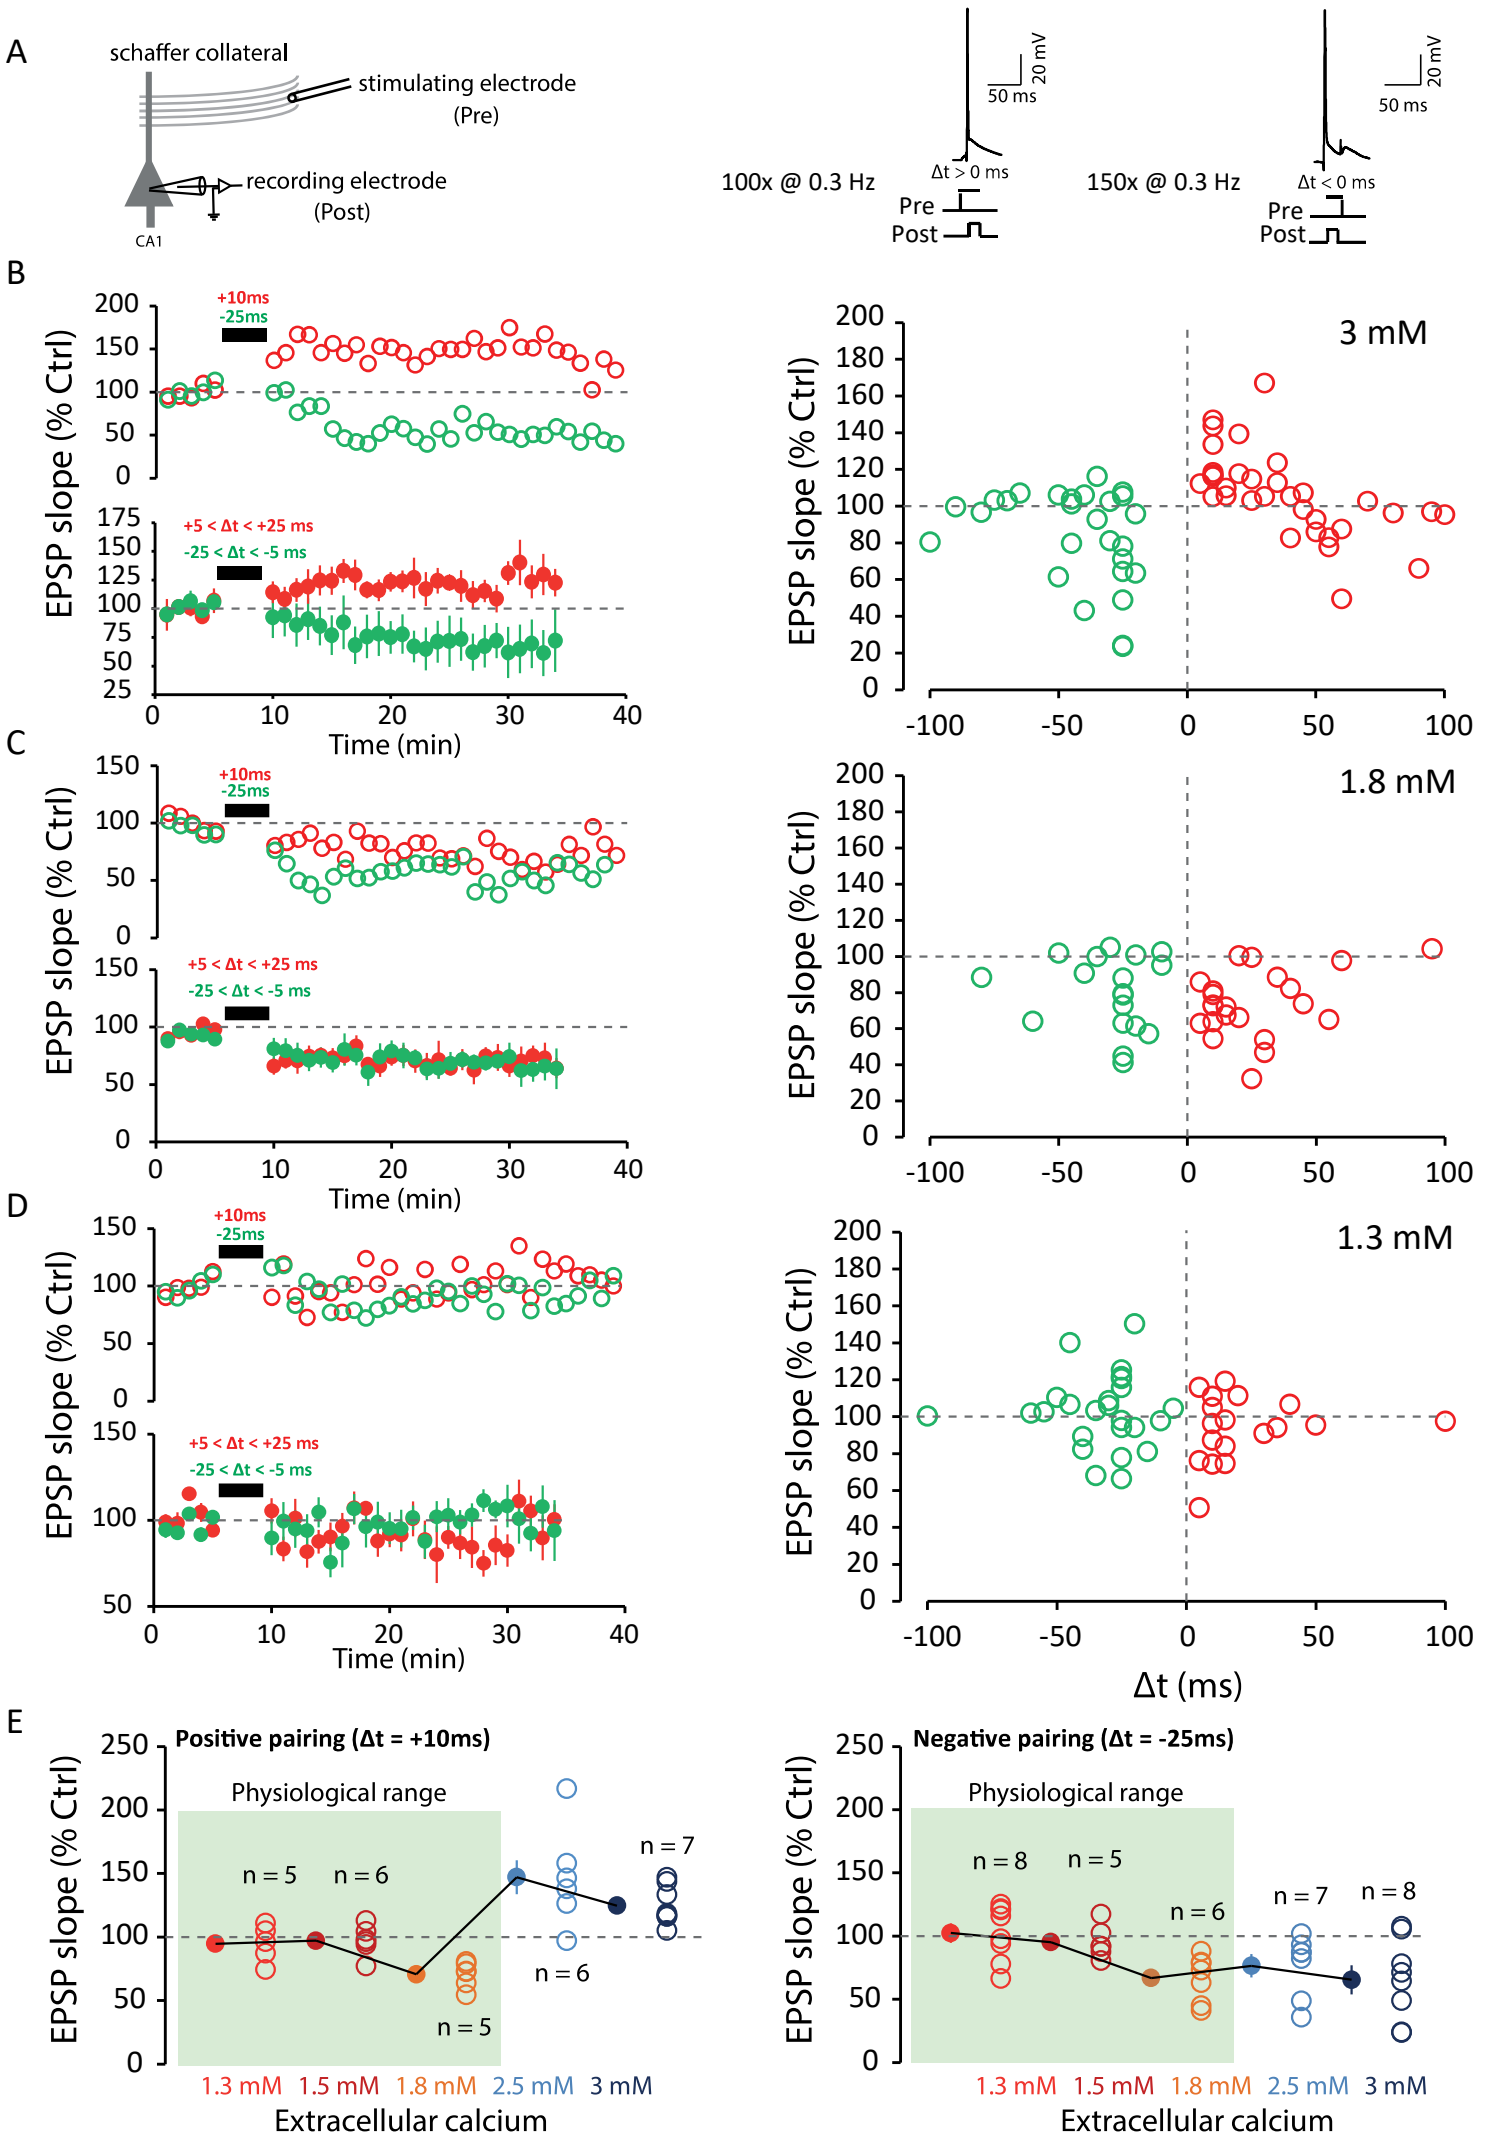 A
schaffer collateral
stimulating electrode
(Pre)
recording electrode
(Post)
CA1
100x @ 0.3 Hz
20 mV
50 ms
Δt > 0 ms
Pre
Post
150x @ 0.3 Hz
20 mV
50 ms
Δt < 0 ms
Pre
Post
B
EPSP slope (% Ctrl)
200
150
100
50
0
+10ms
-25ms
175
150
125
100
75
50
25
+5 < Δt < +25 ms
-25 < Δt < -5 ms
0 10 20 30 40
Time (min)
EPSP slope (% Ctrl)
200
180
160
140
120
100
80
60
40
20
0
3 mM
-100 -50 0 50 100
C
EPSP slope (% Ctrl)
150
100
50
0
+10ms
-25ms
150
100
50
0
+5 < Δt < +25 ms
-25 < Δt < -5 ms
0 10 20 30 40
Time (min)
EPSP slope (% Ctrl)
200
180
160
140
120
100
80
60
40
20
0
1.8 mM
-100 -50 0 50 100
D
EPSP slope (% Ctrl)
150
100
50
0
+10ms
-25ms
150
100
50
+5 < Δt < +25 ms
-25 < Δt < -5 ms
0 10 20 30 40
Time (min)
EPSP slope (% Ctrl)
200
180
160
140
120
100
80
60
40
20
0
1.3 mM
-100 -50 0 50 100
Δt (ms)
E
EPSP slope (% Ctrl)
250
200
150
100
50
0
Positive pairing (Δt = +10ms)
Physiological range
n = 5
n = 6
n = 5
n = 6
n = 7
1.3 mM 1.5 mM 1.8 mM 2.5 mM 3 mM
Extracellular calcium
EPSP slope (% Ctrl)
250
200
150
100
50
0
Negative pairing (Δt = -25ms)
Physiological range
n = 8
n = 5
n = 6
n = 7
n = 8
1.3 mM 1.5 mM 1.8 mM 2.5 mM 3 mM
Extracellular calcium